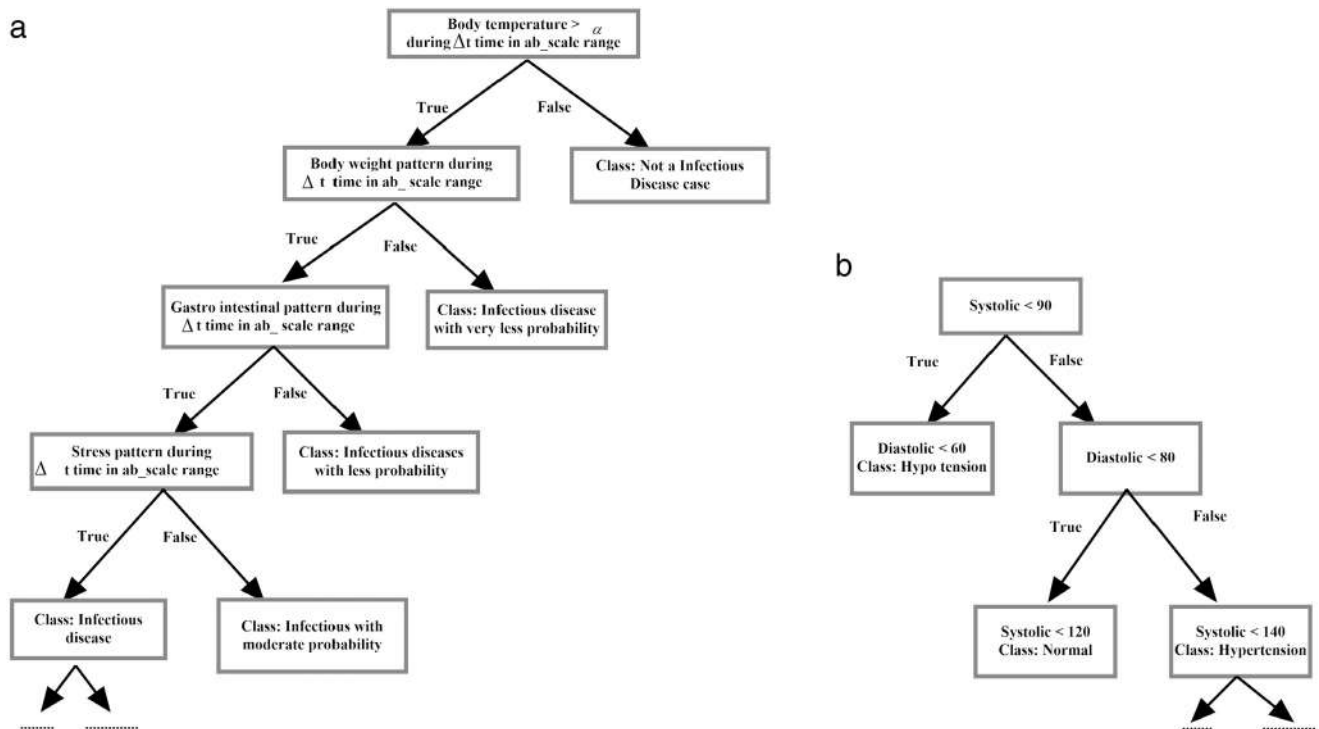 a
Body temperature > α
during Δt time in ab_scale range
True
False
Body weight pattern during
Δ t time in ab_ scale range
Class: Not a Infectious
Disease case
True
False
Gastro intestinal pattern during
Δ t time in ab_ scale range
Class: Infectious disease
with very less probability
True
False
Stress pattern during
Δ t time in ab_scale range
Class: Infectious diseases
with less probability
True
False
Class: Infectious
disease
Class: Infectious with
moderate probability
b
Systolic < 90
True
False
Diastolic < 60
Class: Hypo tension
Diastolic < 80
True
False
Systolic < 120
Class: Normal
Systolic < 140
Class: Hypertension